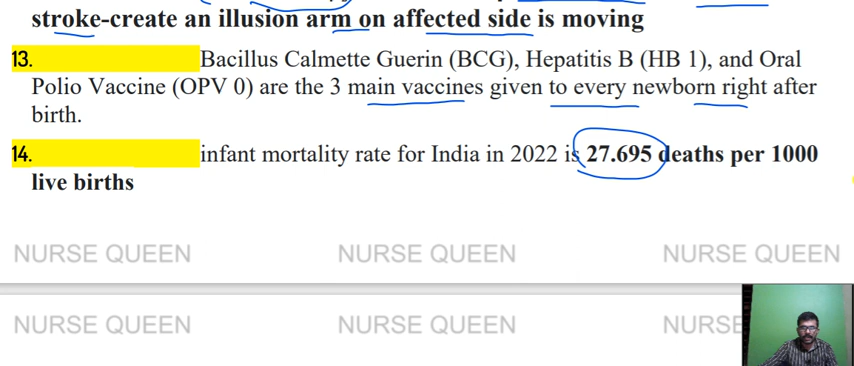 stroke-create an illusion arm on affected side is moving
13. Bacillus Calmette Guerin (BCG), Hepatitis B (HB 1), and Oral
Polio Vaccine (OPV 0) are the 3 main vaccines given to every newborn right after
birth.
14. infant mortality rate for India in 2022 is 27.695 deaths per 1000
live births
NURSE QUEEN NURSE QUEEN NURSE QUEEN
NURSE QUEEN NURSE QUEEN NURSE